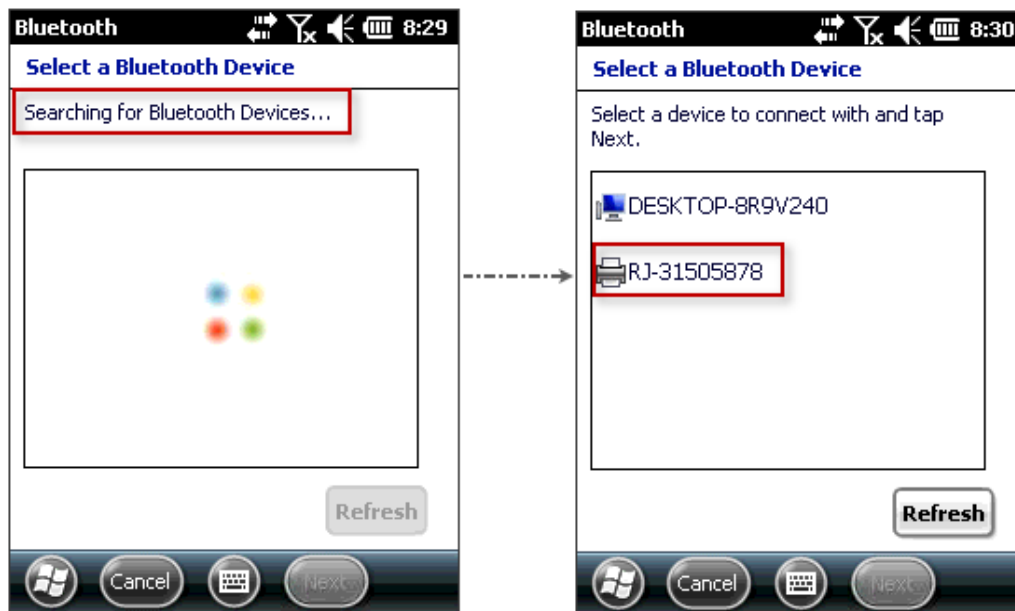 Bluetooth 8:29
Select a Bluetooth Device
Searching for Bluetooth Devices...
Refresh
Cancel Next
Bluetooth 8:30
Select a Bluetooth Device
Select a device to connect with and tap
Next.
DESKTOP-8R9V240
RJ-31505878
Refresh
Cancel Next